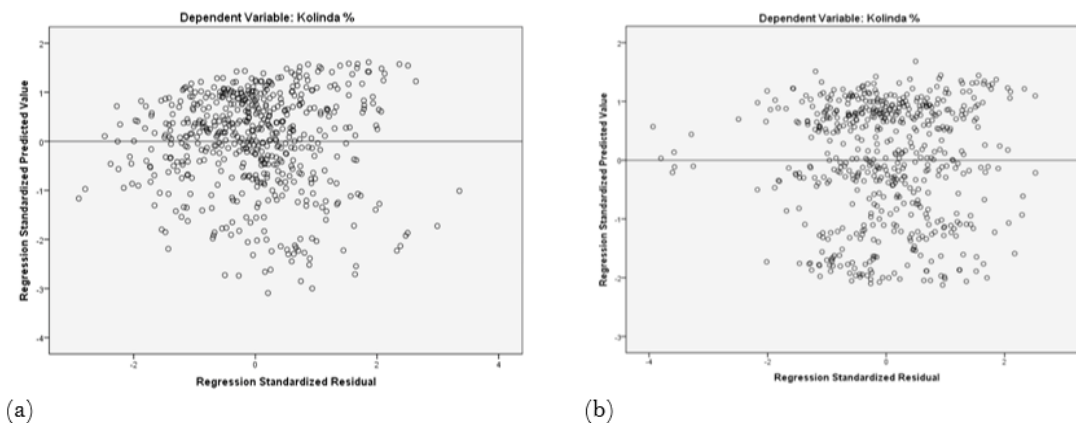 Dependent Variable: Kolinda %
Regression Standardized Predicted Value
2
1
0
-1
-2
-3
-4
-2
0
2
4
Regression Standardized Residual
(a)
Dependent Variable: Kolinda %
Regression Standardized Predicted Value
2
1
0
-1
-2
-3
-4
-2
0
2
Regression Standardized Residual
(b)